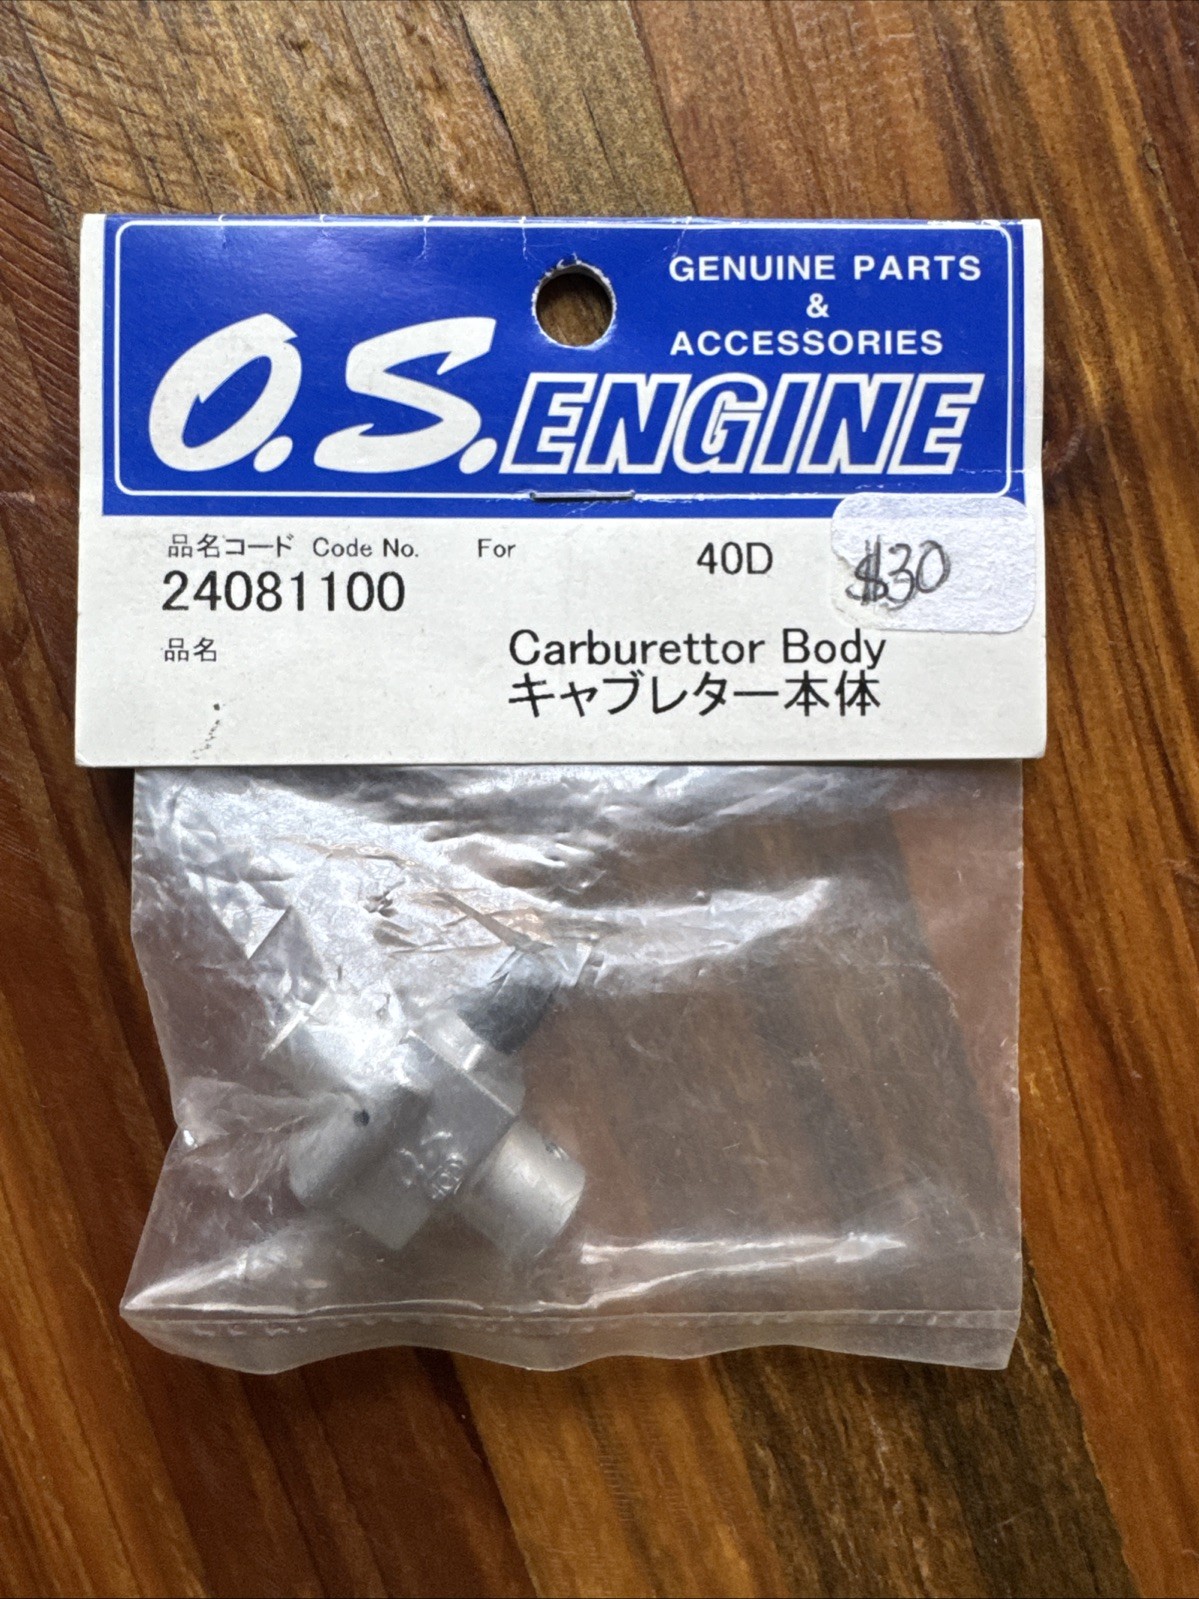 GENUINE PARTS
&
ACCESSORIES
O.S. ENGINE
品名コード Code No. For 40D
24081100
$30
品名 Carburettor Body
キャブレター本体